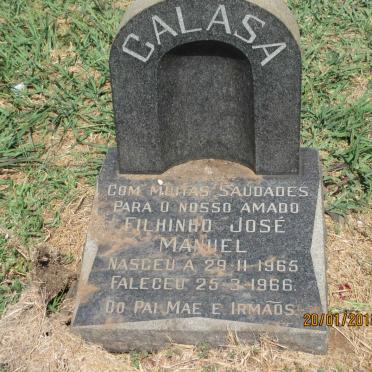 CALASA
COM MUITAS SAUDADES
PARA O NOSSO AMADO
FILHINHO JOSÉ
MANUEL
NASCEU A 29-11-1965
FALECEU 25-3-1966.
DO PAI MAE E IRMÃOS
20/01/201